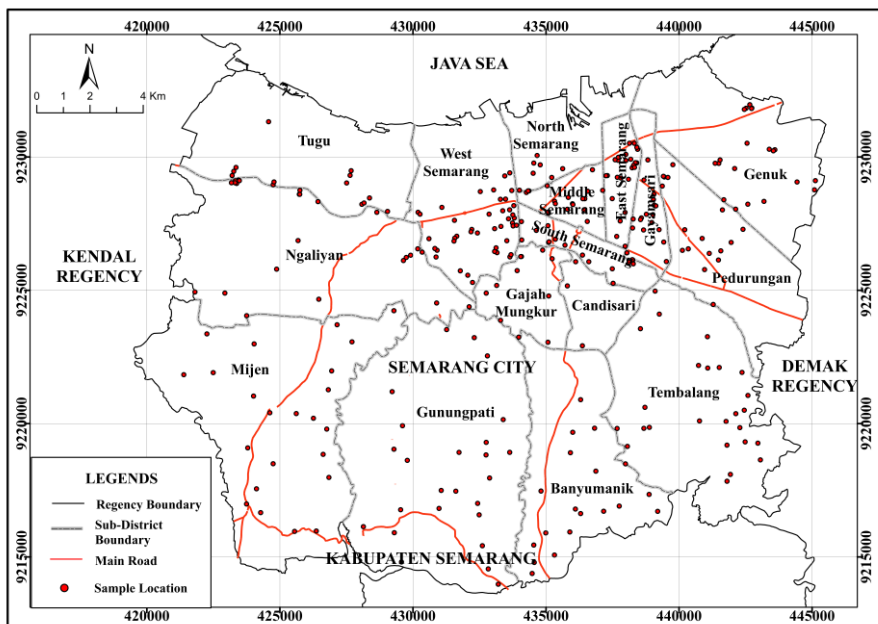 420000 425000 430000 435000 440000 445000
N
0 2 4 Km
JAVA SEA
North
Semarang
Tugu
West
Semarang
East Semarang
Gayamsari
Genuk
Middle
Semarang
South Semarang
KENDAL
REGENCY
Ngaliyan
Pedurungan
Gajah
Mungkur
Candisari
Mijen
SEMARANG CITY
DEMAK
REGENCY
Tembalang
Gunungpati
Banyumanik
KABUPATEN SEMARANG
LEGENDS
Regency Boundary
Sub-District
Boundary
Main Road
Sample Location
9230000
9225000
9220000
9215000
9230000
9225000
9220000
9215000
420000 425000 430000 435000 440000 445000